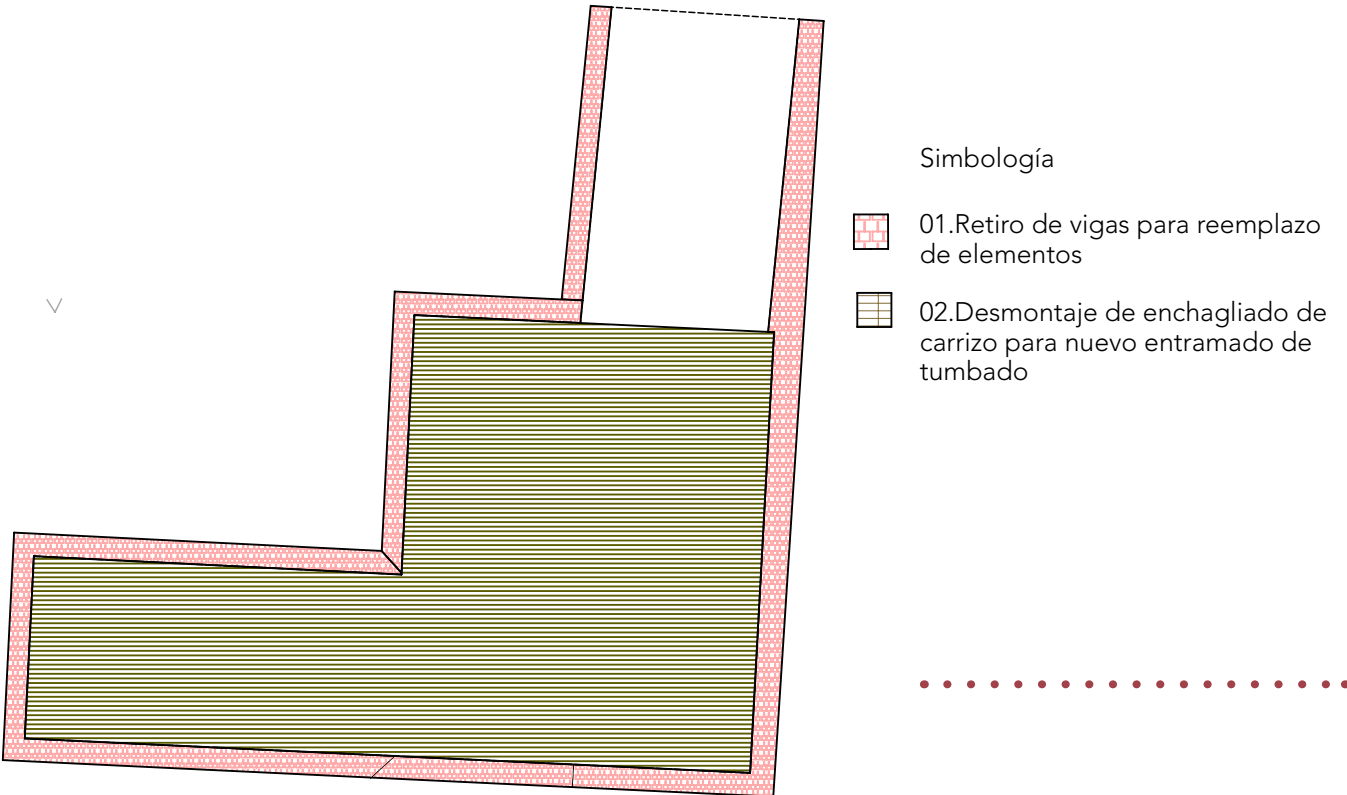 Simbología
01.Retiro de vigas para reemplazo
de elementos
02.Desmontaje de enchagliado de
carrizo para nuevo entramado de
tumbado